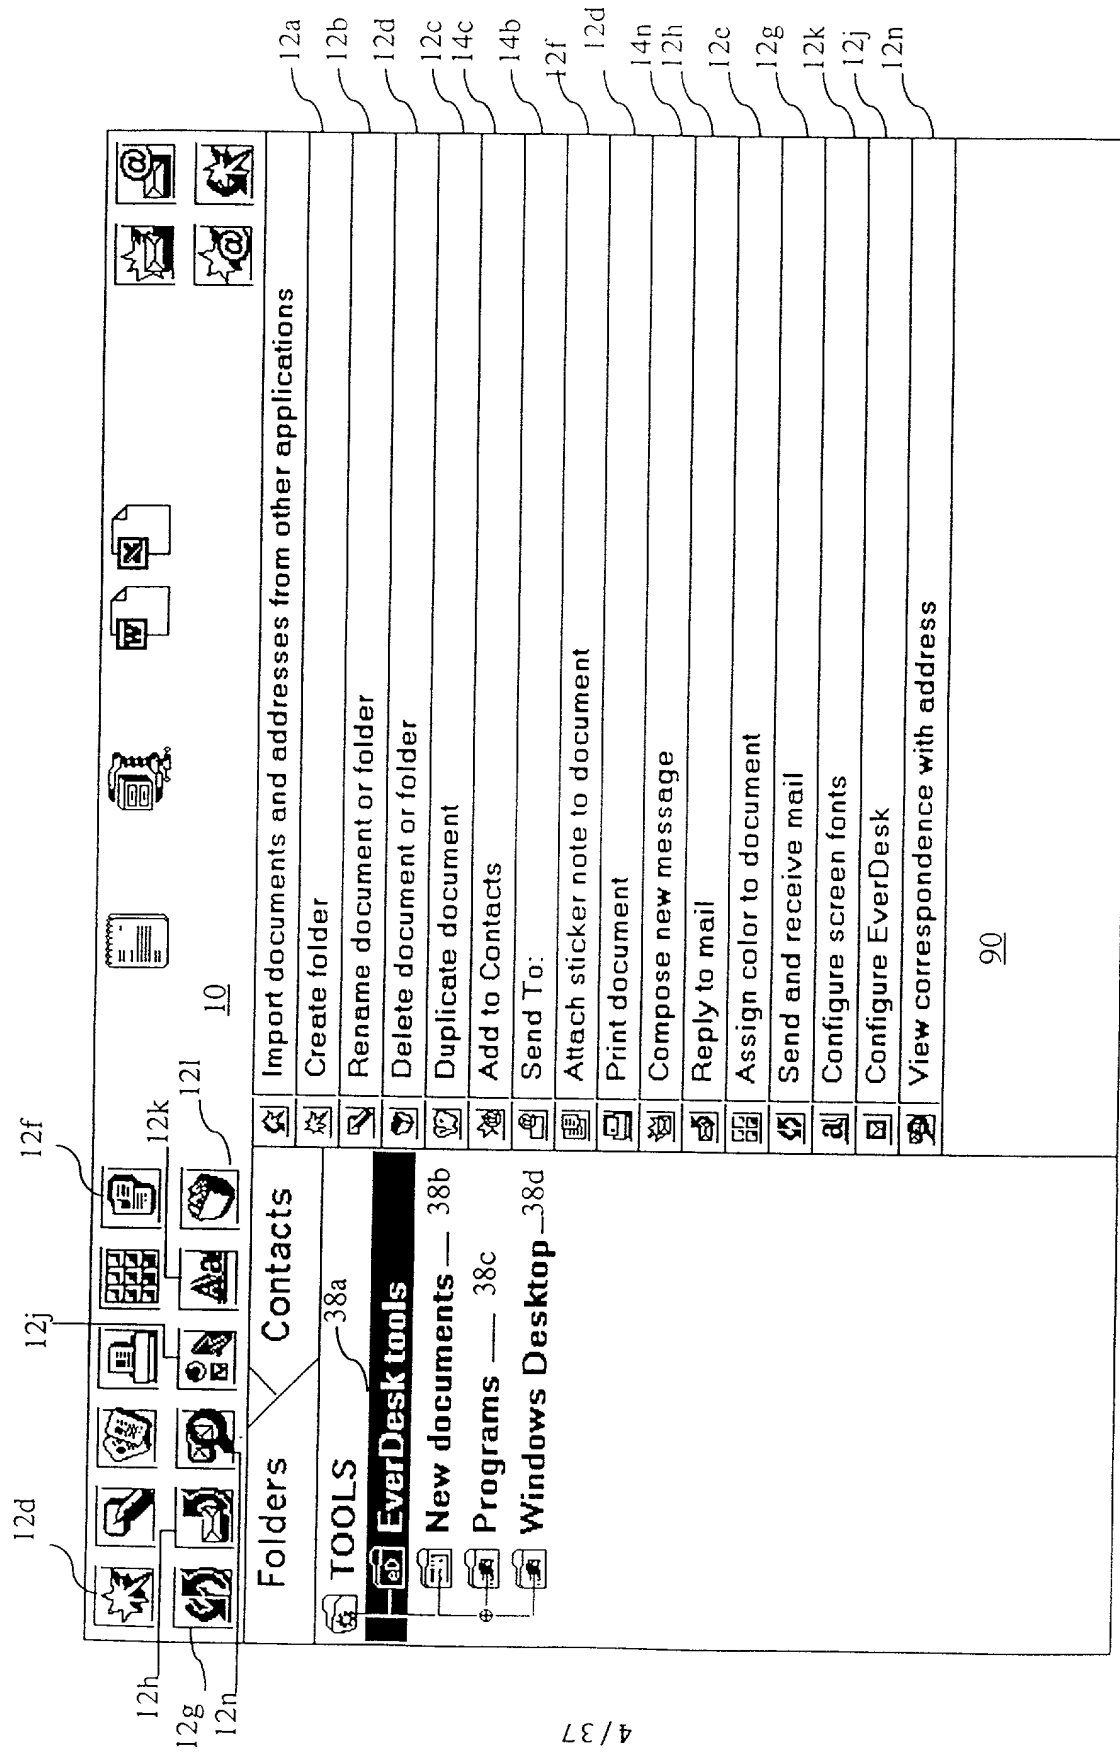 12d
12j
12f
12h
12g
12n
12k
12l
10
Folders
Contacts
TOOLS
38a
EverDesk tools
New documents 38b
Programs 38c
Windows Desktop 38d
Import documents and addresses from other applications
Create folder 12a
Rename document or folder 12b
Delete document or folder 12d
Duplicate document 12c
Add to Contacts 14c
Send To: 14b
Attach sticker note to document 12f
Print document 12d
Compose new message 14n
Reply to mail 12h
Assign color to document 12e
Send and receive mail 12g
Configure screen fonts 12k
Configure EverDesk 12j
View correspondence with address 12n
90
W
X
@
@
Aa
eD
a
4/37